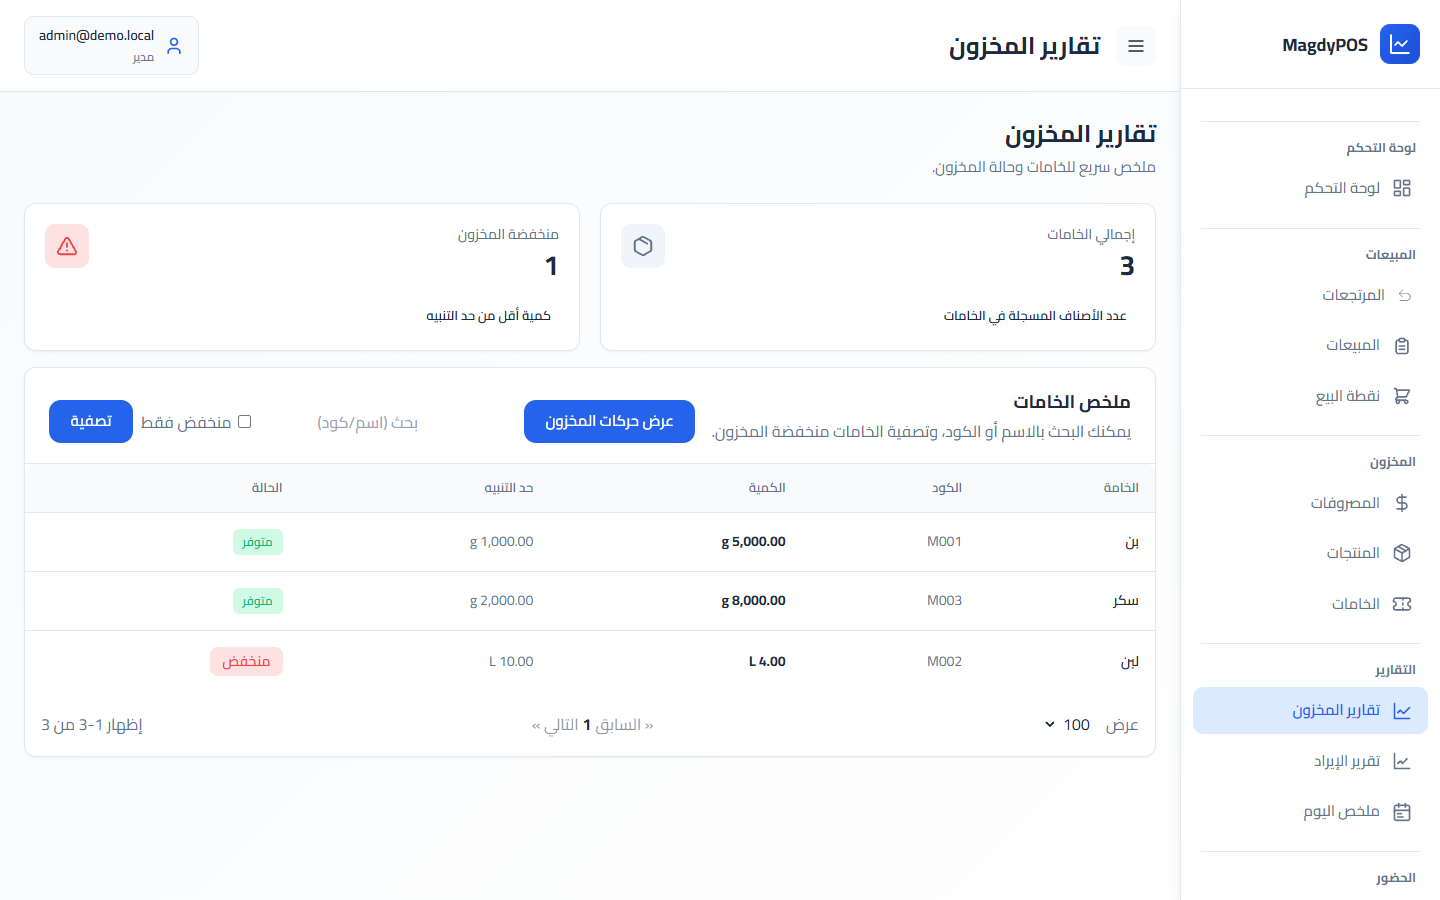 MagdyPOS
لوحة التحكم
لوحة التحكم
المبيعات
المرتجعات
المبيعات
نقطة البيع
المخزون
المصروفات
المنتجات
الخامات
التقارير
تقارير المخزون
تقرير الإيراد
ملخص اليوم
الحضور
تقارير المخزون
admin@demo.local
مدير
تقارير المخزون
ملخص سريع للخامات وحالة المخزون.
إجمالي الخامات
3
عدد الأصناف المسجلة في الخامات
منخفضة المخزون
1
كمية أقل من حد التنبيه
ملخص الخامات
يمكنك البحث بالاسم أو الكود، وتصفية الخامات منخفضة المخزون.
عرض حركات المخزون
بحث (اسم/كود)
منخفض فقط
تصفية
الخامة الكود الكمية حد التنبيه الحالة
بن M001 5,000.00 g 1,000.00 g متوفر
سكر M003 8,000.00 g 2,000.00 g متوفر
لبن M002 4.00 L 10.00 L منخفض
عرض 100 « السابق 1 التالي » إظهار 1-3 من 3